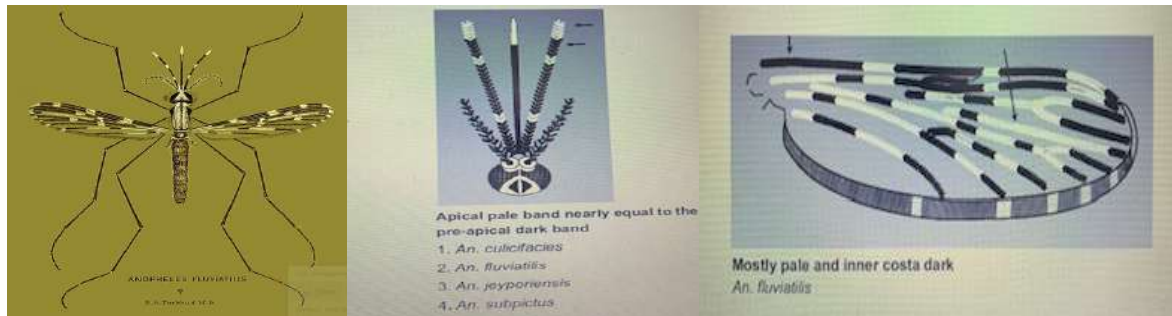 ANOPHELES FLUVIATILIS
Apical pale band nearly equal to the
pre-apical dark band
1. An. culicifacies
2. An. fluviatilis
3. An. jeyporiensis
4. An. subpictus
Mostly pale and inner costa dark
An. fluviatilis